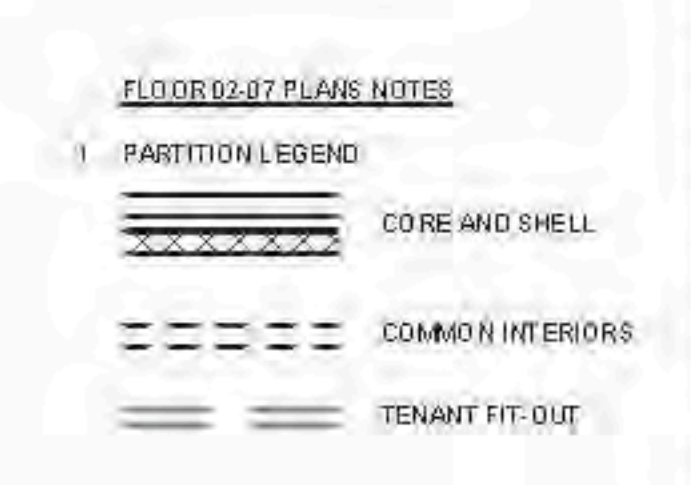 FLOOR 02-07 PLANS NOTES
1 PARTITION LEGEND
CORE AND SHELL
COMMON INTERIORS
TENANT FIT-OUT